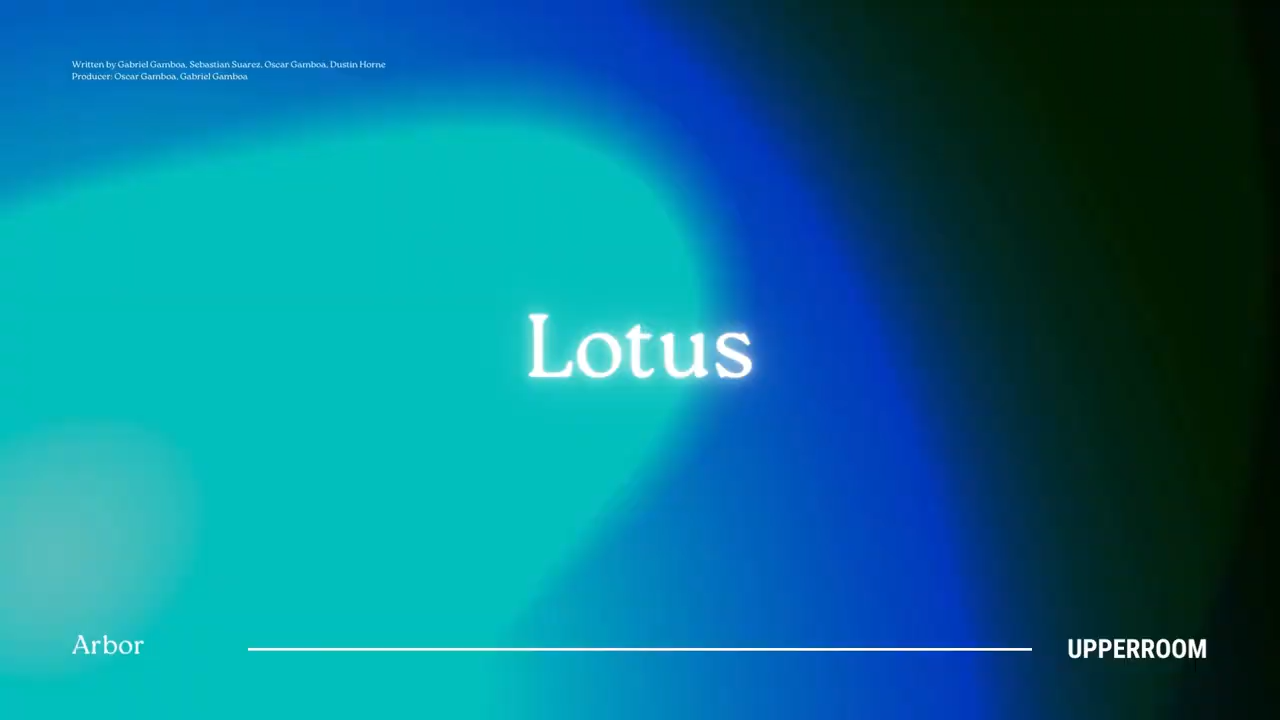 Written by Gabriel Gamboa, Sebastian Suarez, Oscar Gamboa, Dustin Horne
Producer: Oscar Gamboa, Gabriel Gamboa
Lotus
Arbor
UPPERROOM